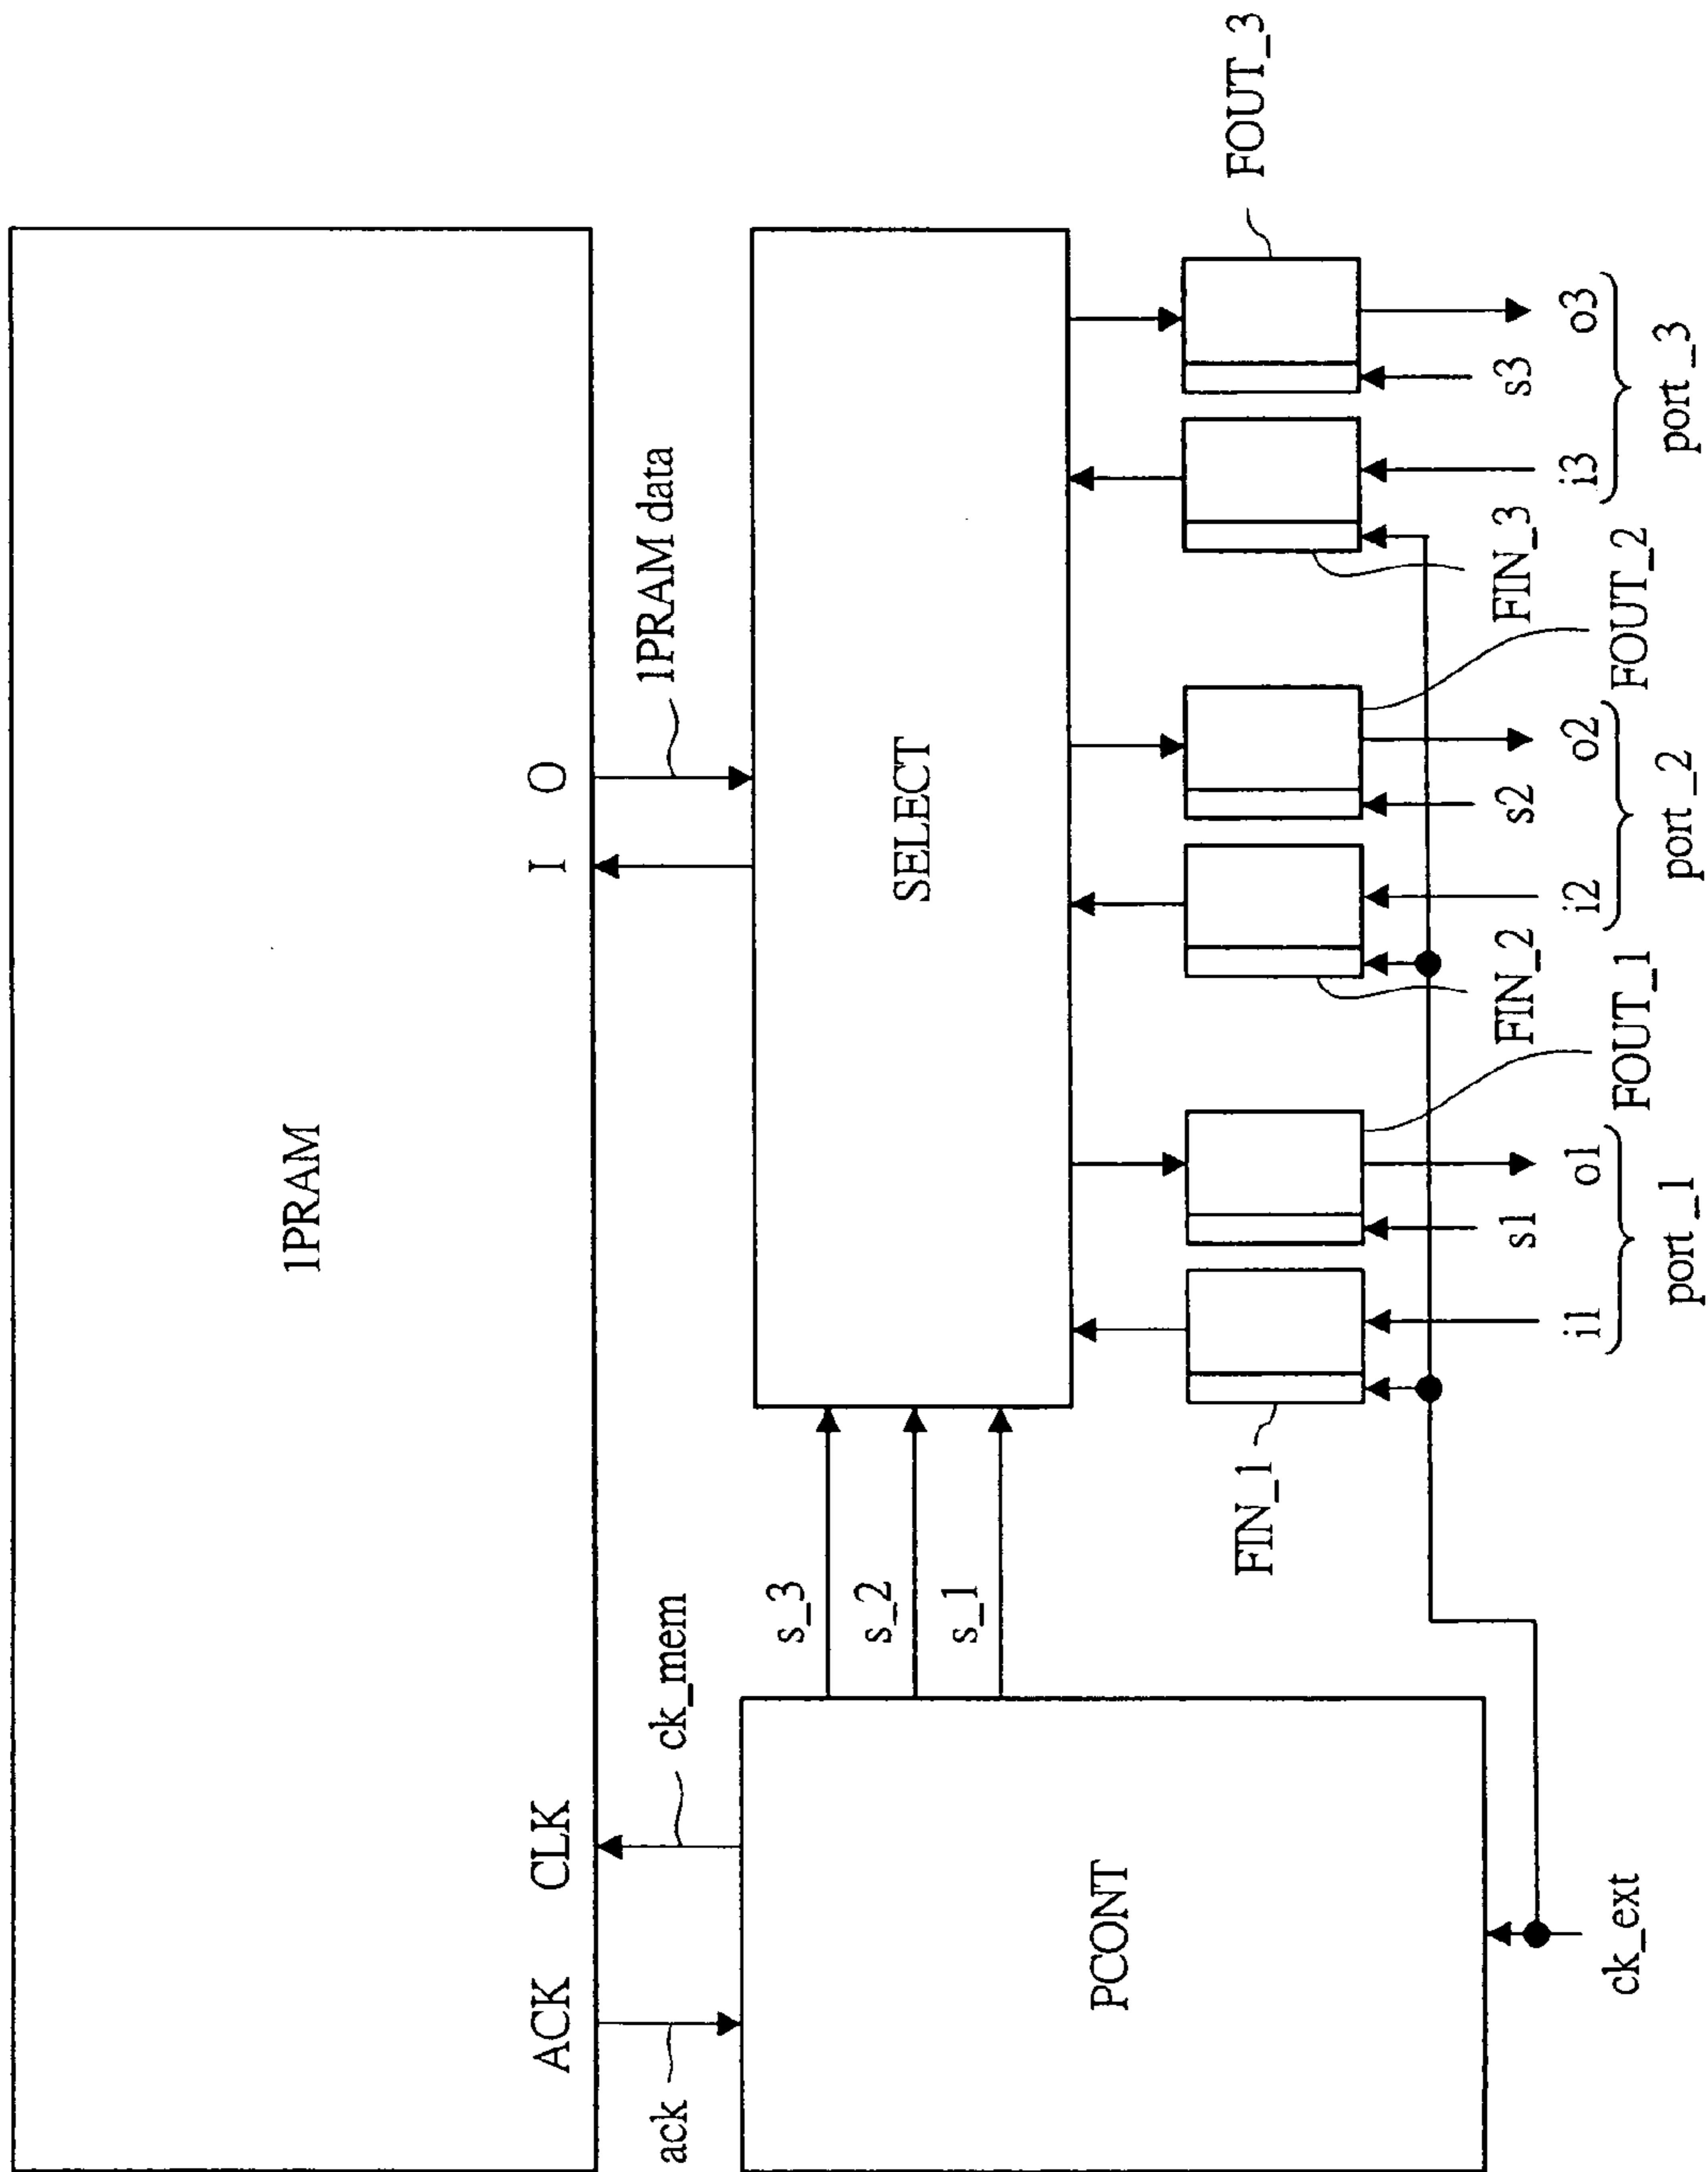 1PRAM
ACK CLK
I O
ack
ck_mem
1PRAM data
PCONT
s_3
s_2
s_1
SELECT
FIN_1
FOUT_1
FIN_2
FOUT_2
FIN_3
FOUT_3
ck_ext
i1
s1
o1
port_1
i2
s2
o2
port_2
i3
s3
o3
port_3